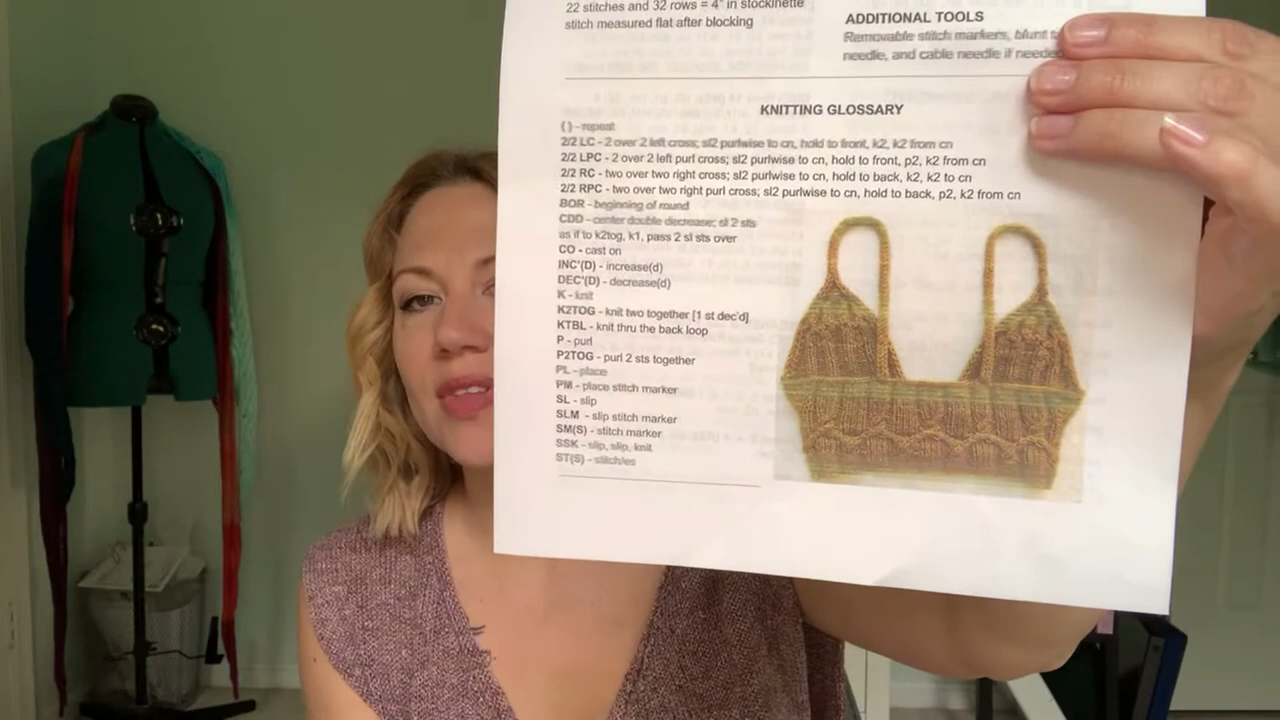 22 stitches and 32 rows = 4" in stockinette
stitch measured flat after blocking
ADDITIONAL TOOLS
Removable stitch markers, blunt
needle, and cable needle if needed
KNITTING GLOSSARY
{ } - repeat
2/2 LC - 2 over 2 left cross; sl2 purlwise to cn, hold to front, k2, k2 from cn
2/2 LPC - 2 over 2 left purl cross; sl2 purlwise to cn, hold to front, p2, k2 from cn
2/2 RC - two over two right cross; sl2 purlwise to cn, hold to back, k2, k2 to cn
2/2 RPC - two over two right purl cross; sl2 purlwise to cn, hold to back, p2, k2 from cn
BOR - beginning of round
CDD - center double decrease; sl 2 sts
as if to k2tog, k1, pass 2 sl sts over
CO - cast on
INC'(D) - increase(d)
DEC'(D) - decrease(d)
K - knit
K2TOG - knit two together [1 st dec'd]
KTBL - knit thru the back loop
P - purl
P2TOG - purl 2 sts together
PL - place
PM - place stitch marker
SL - slip
SLM - slip stitch marker
SM(S) - stitch marker
SSK - slip, slip, knit
ST(S) - stitch/es